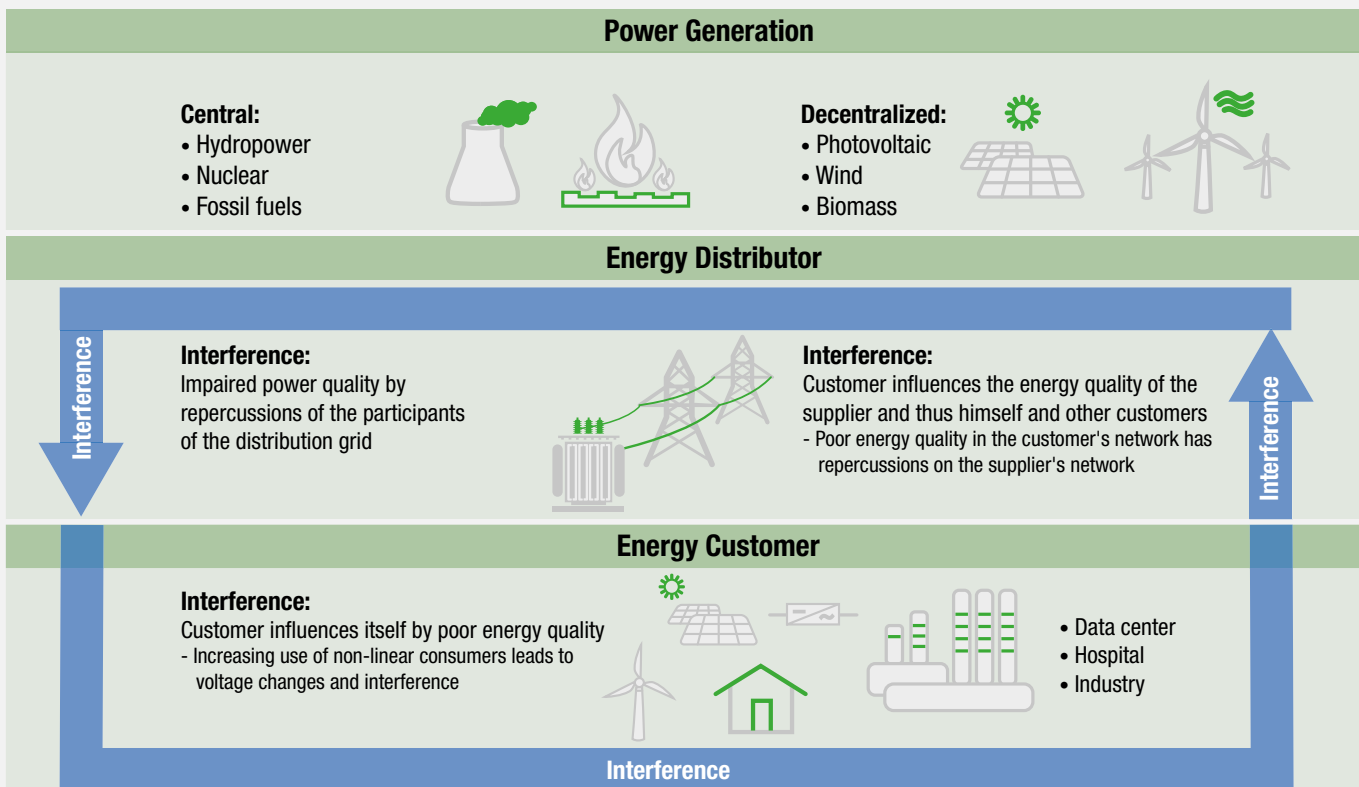 Power Generation
Central:
• Hydropower
• Nuclear
• Fossil fuels
Decentralized:
• Photovoltaic
• Wind
• Biomass
Energy Distributor
Interference
Interference:
Impaired power quality by
repercussions of the participants
of the distribution grid
Interference:
Customer influences the energy quality of the
supplier and thus himself and other customers
- Poor energy quality in the customer's network has
repercussions on the supplier's network
Interference
Energy Customer
Interference:
Customer influences itself by poor energy quality
- Increasing use of non-linear consumers leads to
voltage changes and interference
• Data center
• Hospital
• Industry
Interference